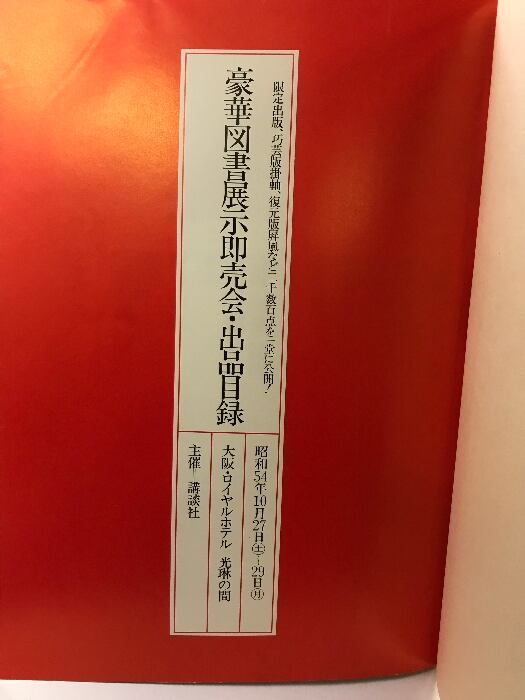 限定出版、巧芸版掛軸、復元版屛風など二千数百点を一堂に公開!
豪華図書展示即売会・出品目録
昭和54年10月27日㊏〜29日㊊
大阪・ロイヤルホテル 光琳の間
主催―講談社